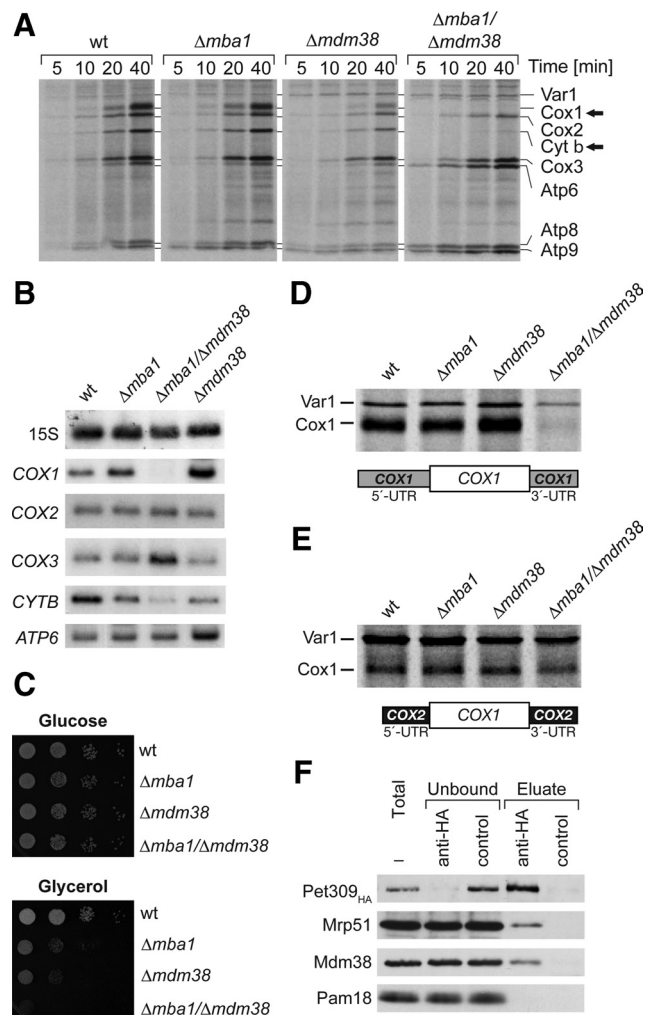 A
wt Δmba1 Δmdm38 Δmba1/Δmdm38
5 10 20 40 5 10 20 40 5 10 20 40 5 10 20 40 Time [min]
Var1
Cox1
Cox2
Cyt b
Cox3
Atp6
Atp8
Atp9
B
wt Δmba1 Δmba1/Δmdm38 Δmdm38
15S
COX1
COX2
COX3
CYTB
ATP6
C
Glucose
wt
Δmba1
Δmdm38
Δmba1/Δmdm38
Glycerol
wt
Δmba1
Δmdm38
Δmba1/Δmdm38
D
wt Δmba1 Δmdm38 Δmba1/Δmdm38
Var1
Cox1
COX1 COX1 COX1
5´-UTR 3´-UTR
E
wt Δmba1 Δmdm38 Δmba1/Δmdm38
Var1
Cox1
COX2 COX1 COX2
5´-UTR 3´-UTR
F
Total Unbound Eluate
– anti-HA control anti-HA control
Pet309HA
Mrp51
Mdm38
Pam18